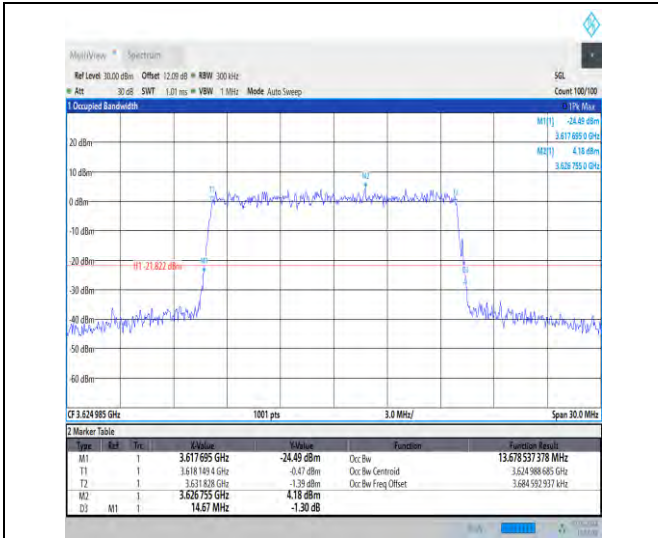 MultiView Spectrum
Ref Level 30.00 dBm Offset 12.09 dB RBW 300 kHz SGL
Att 30 dB SWT 1.01 ms VBW 1 MHz Mode Auto Sweep Count 100/100
1 Occupied Bandwidth 1Pk Max
M1[1] -24.49 dBm
3.617 695 0 GHz
M2[1] 4.18 dBm
3.626 755 0 GHz
20 dBm
10 dBm
0 dBm
-10 dBm
-20 dBm
-30 dBm
-40 dBm
-50 dBm
-60 dBm
T1
M2
T2
H1 -21.822 dBm
CF 3.624 985 GHz 1001 pts 3.0 MHz/ Span 30.0 MHz
2 Marker Table
Type Ref Trc X-Value Y-Value Function Function Result
M1 1 3.617 695 GHz -24.49 dBm Occ Bw 13.678 537 378 MHz
T1 1 3.618 149 4 GHz -0.47 dBm Occ Bw Centroid 3.624 988 685 GHz
T2 1 3.631 828 GHz -1.39 dBm Occ Bw Freq Offset 3.684 592 937 kHz
M2 1 3.626 755 GHz 4.18 dBm
D3 M1 1 14.67 MHz -1.30 dB